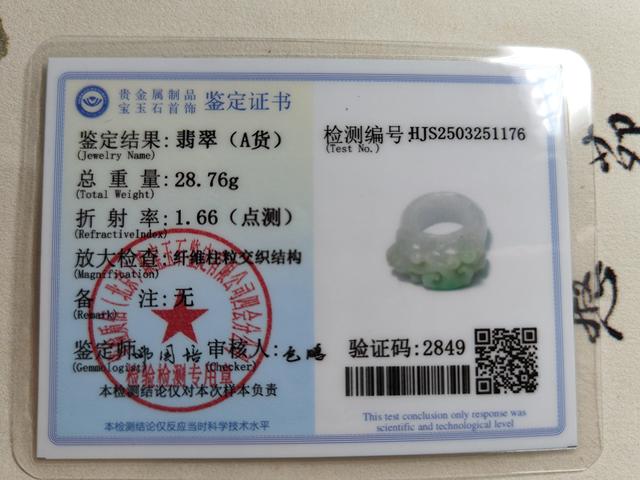 贵金属制品
宝玉石首饰 鉴定证书
鉴定结果: 翡翠（A货）
(Jewelry Name)
总重量: 28.76g
(Total Weight)
折射率: 1.66（点测）
(RefractiveIndex)
放大检查: 纤维柱粒交织结构
(Magnification)
备注: 无
(Remark)
鉴定师: 审核人:
(Gemmologist) (Checker)
本检测结论仅对本次样本负责
本检测结论仅反应当时科学技术水平
检验检测专用章
检测编号: HJS2503251176
(Test No.)
验证码: 2849
This test conclusion only response was
scientific and technological level